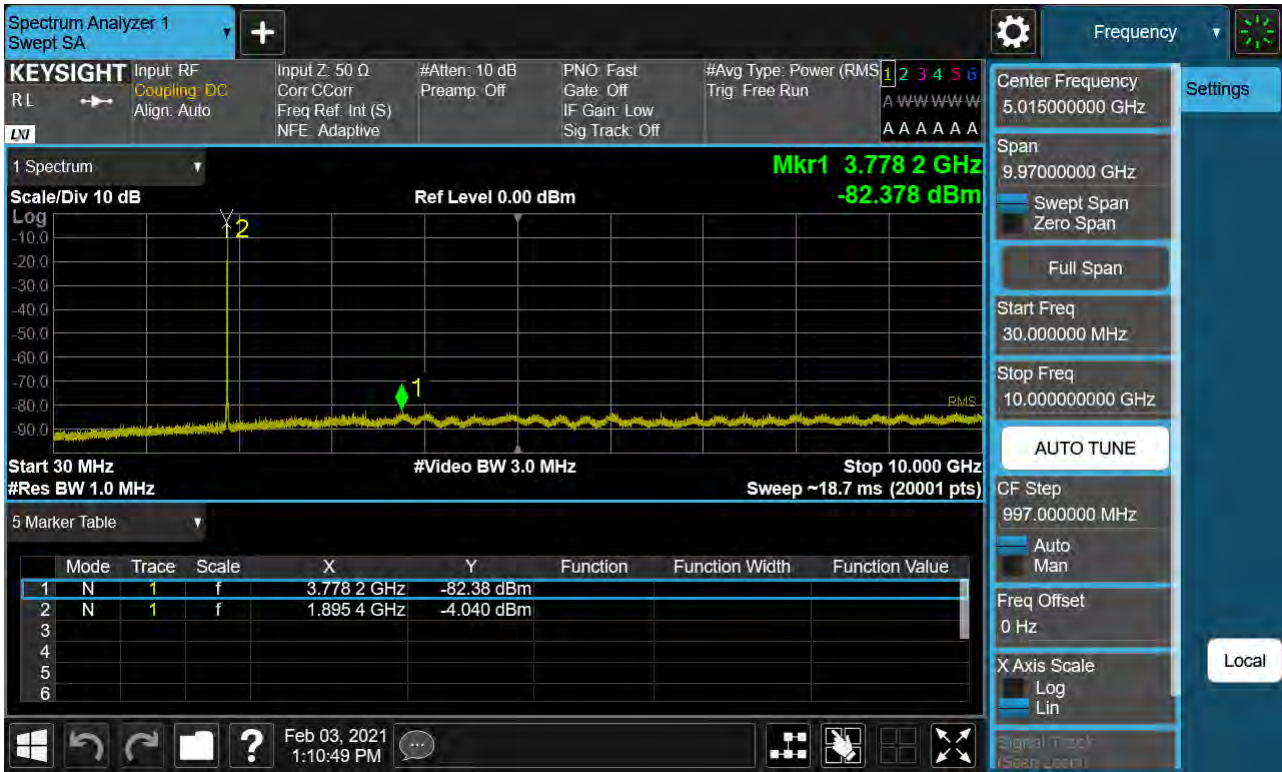 Spectrum Analyzer 1
Swept SA
Frequency
KEYSIGHT
R L
LXI
Input: RF
Coupling: DC
Align: Auto
Input Z: 50 Ω
Corr CCorr
Freq Ref: Int (S)
NFE: Adaptive
#Atten: 10 dB
Preamp: Off
PNO: Fast
Gate: Off
IF Gain: Low
Sig Track: Off
#Avg Type: Power (RMS
Trig: Free Run
1 2 3 4 5 6
A W W W W W
A A A A A A
1 Spectrum
Mkr1 3.778 2 GHz
Scale/Div 10 dB
Ref Level 0.00 dBm
-82.378 dBm
Log
-10.0
-20.0
-30.0
-40.0
-50.0
-60.0
-70.0
-80.0
-90.0
2
1
RMS
Start 30 MHz
#Video BW 3.0 MHz
Stop 10.000 GHz
#Res BW 1.0 MHz
Sweep ~18.7 ms (20001 pts)
5 Marker Table
Mode Trace Scale X Y Function Function Width Function Value
1 N 1 f 3.778 2 GHz -82.38 dBm
2 N 1 f 1.895 4 GHz -4.040 dBm
3
4
5
6
Feb 03, 2021
1:10:49 PM
?
Center Frequency
5.015000000 GHz
Settings
Span
9.97000000 GHz
Swept Span
Zero Span
Full Span
Start Freq
30.000000 MHz
Stop Freq
10.000000000 GHz
AUTO TUNE
CF Step
997.000000 MHz
Auto
Man
Freq Offset
0 Hz
X Axis Scale
Log
Lin
Local
Signal Track
(Span Zoom)